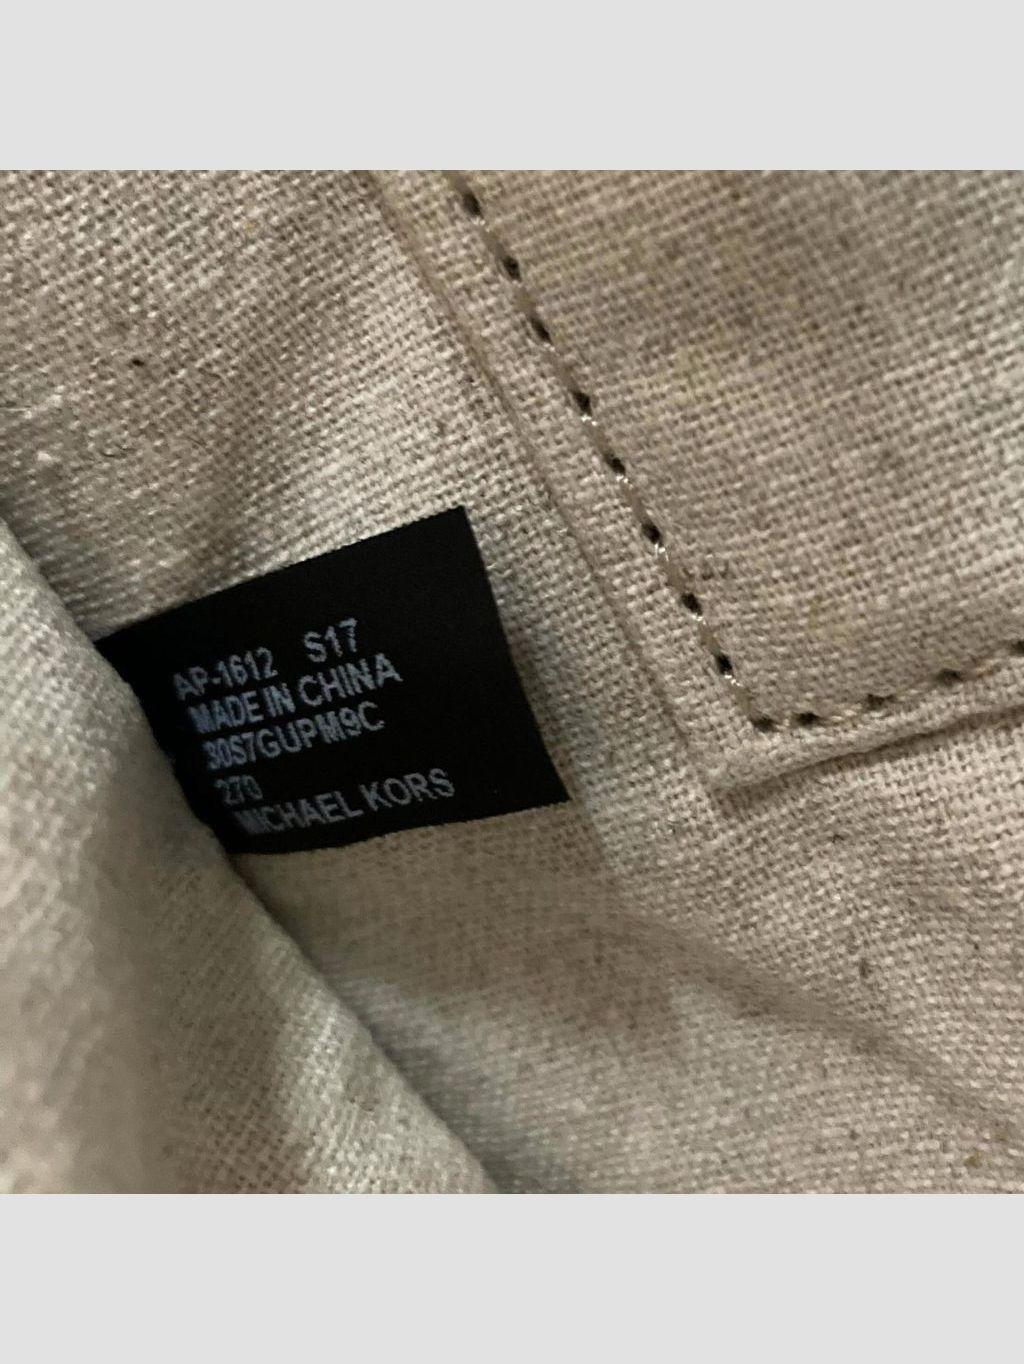 AP-1612 S17
MADE IN CHINA
30S7GUPM9C
270
MICHAEL KORS